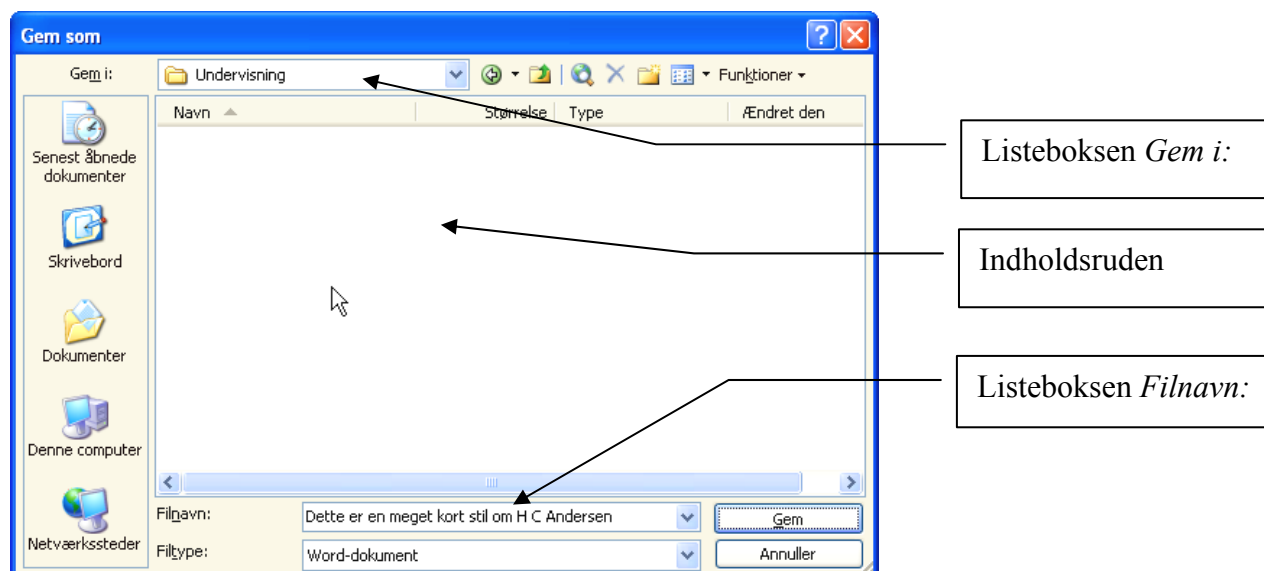 Gem som
Gem i:
Undervisning
Funktioner
Navn
Størrelse
Type
Ændret den
Senest åbnede
dokumenter
Skrivebord
Dokumenter
Denne computer
Netværkssteder
Filnavn:
Dette er en meget kort stil om H C Andersen
Gem
Filtype:
Word-dokument
Annuller
Listeboksen Gem i:
Indholdsruden
Listeboksen Filnavn: